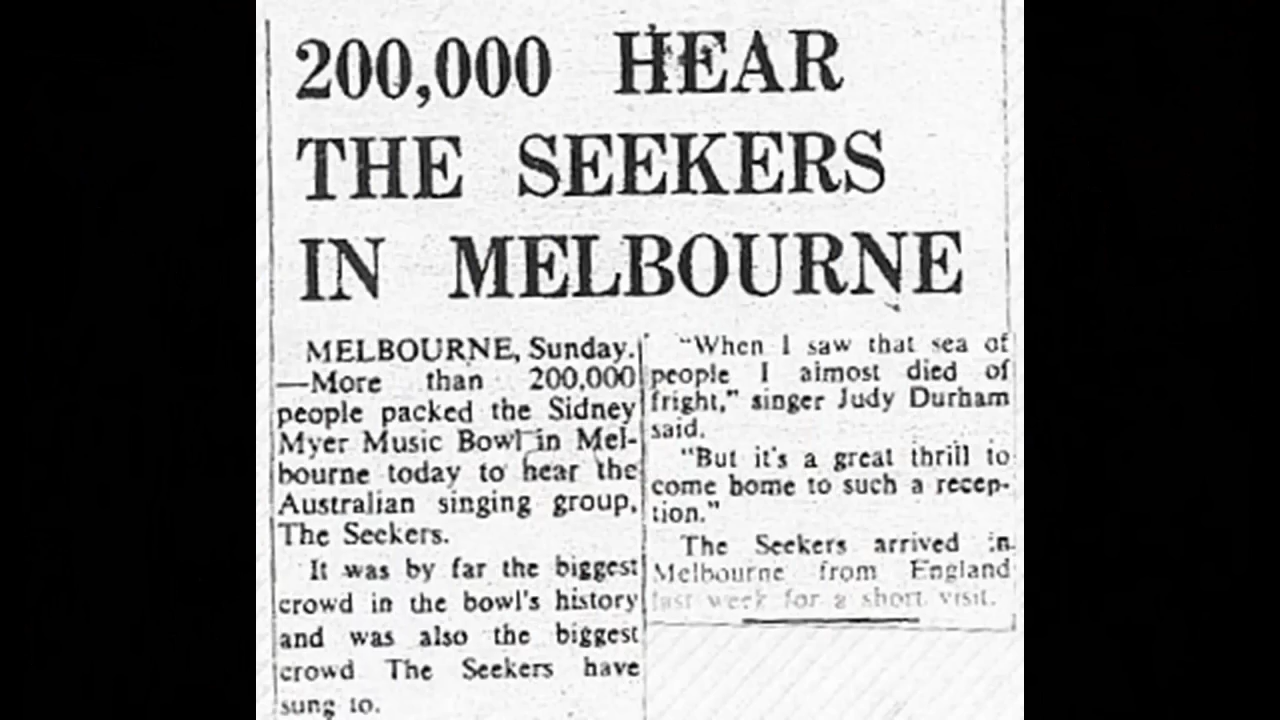 200,000 HEAR
THE SEEKERS
IN MELBOURNE
MELBOURNE, Sunday.
—More than 200,000
people packed the Sidney
Myer Music Bowl in Mel-
bourne today to hear the
Australian singing group,
The Seekers.
It was by far the biggest
crowd in the bowl's history
and was also the biggest
crowd The Seekers have
sung to.
"When I saw that sea of
people I almost died of
fright," singer Judy Durham
said.
"But it's a great thrill to
come home to such a recep-
tion."
The Seekers arrived in
Melbourne from England
last week for a short visit.